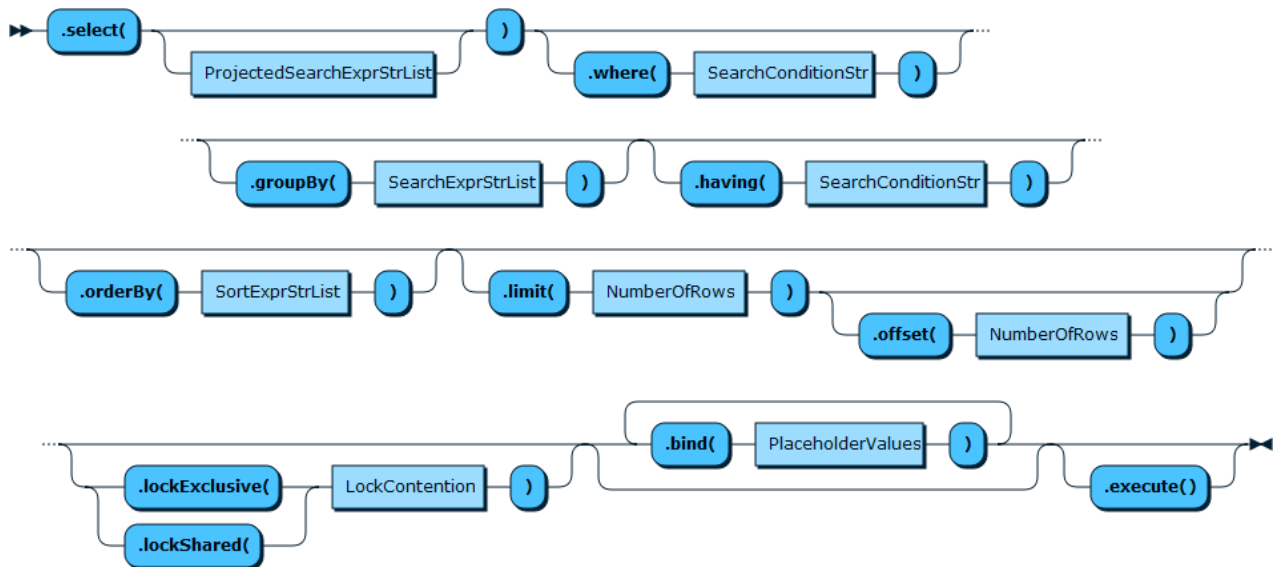 .select( )
ProjectedSearchExprStrList
.where( SearchConditionStr )
.groupBy( SearchExprStrList ) .having( SearchConditionStr )
.orderBy( SortExprStrList ) .limit( NumberOfRows )
.offset( NumberOfRows )
.bind( PlaceholderValues )
.lockExclusive( LockContention ) .execute()
.lockShared(